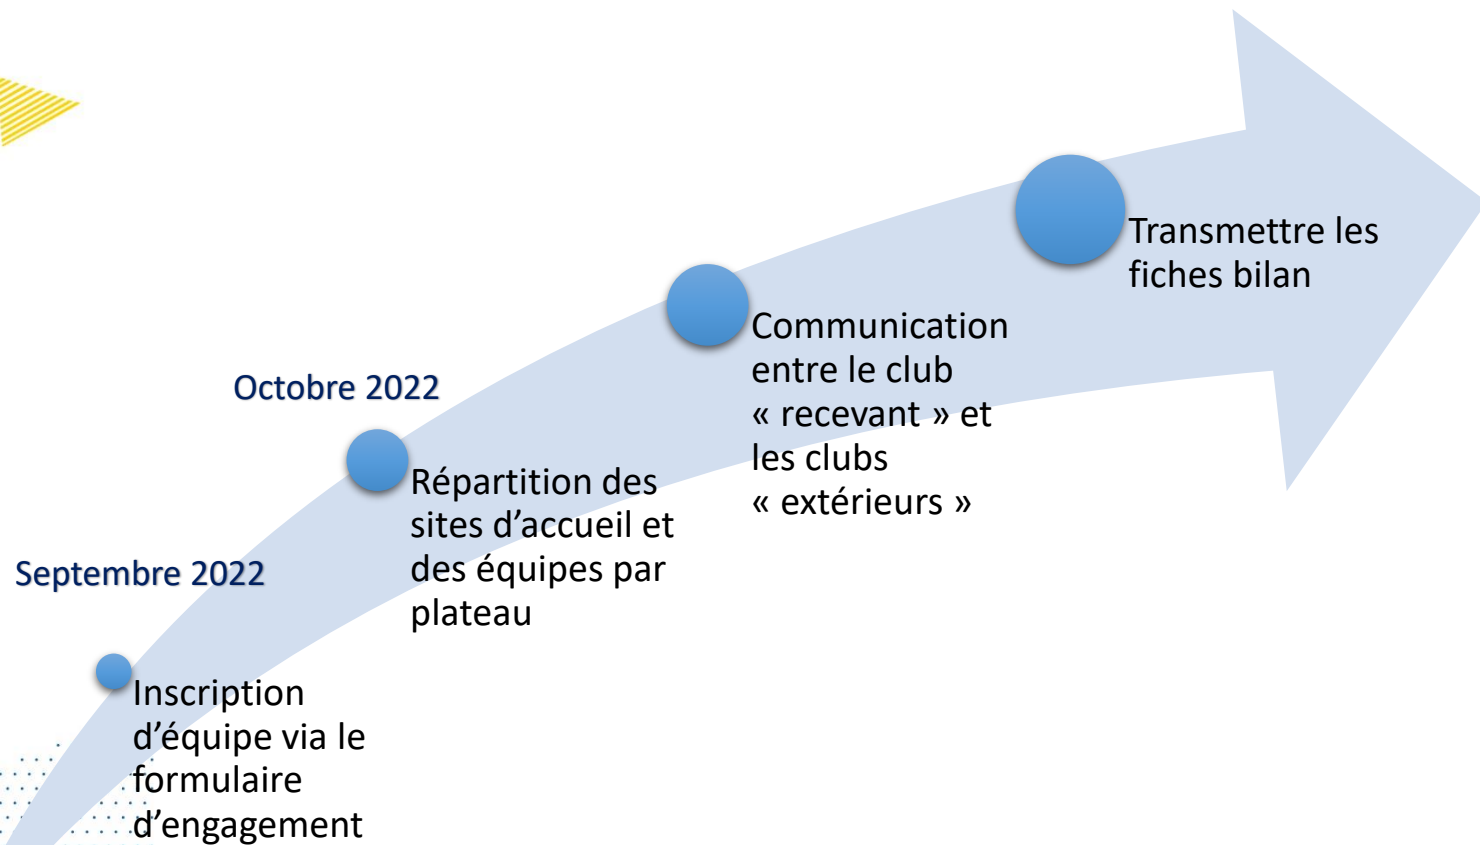 Septembre 2022
Inscription
d’équipe via le
formulaire
d’engagement
Octobre 2022
Répartition des
sites d’accueil et
des équipes par
plateau
Communication
entre le club
« recevant » et
les clubs
« extérieurs »
Transmettre les
fiches bilan